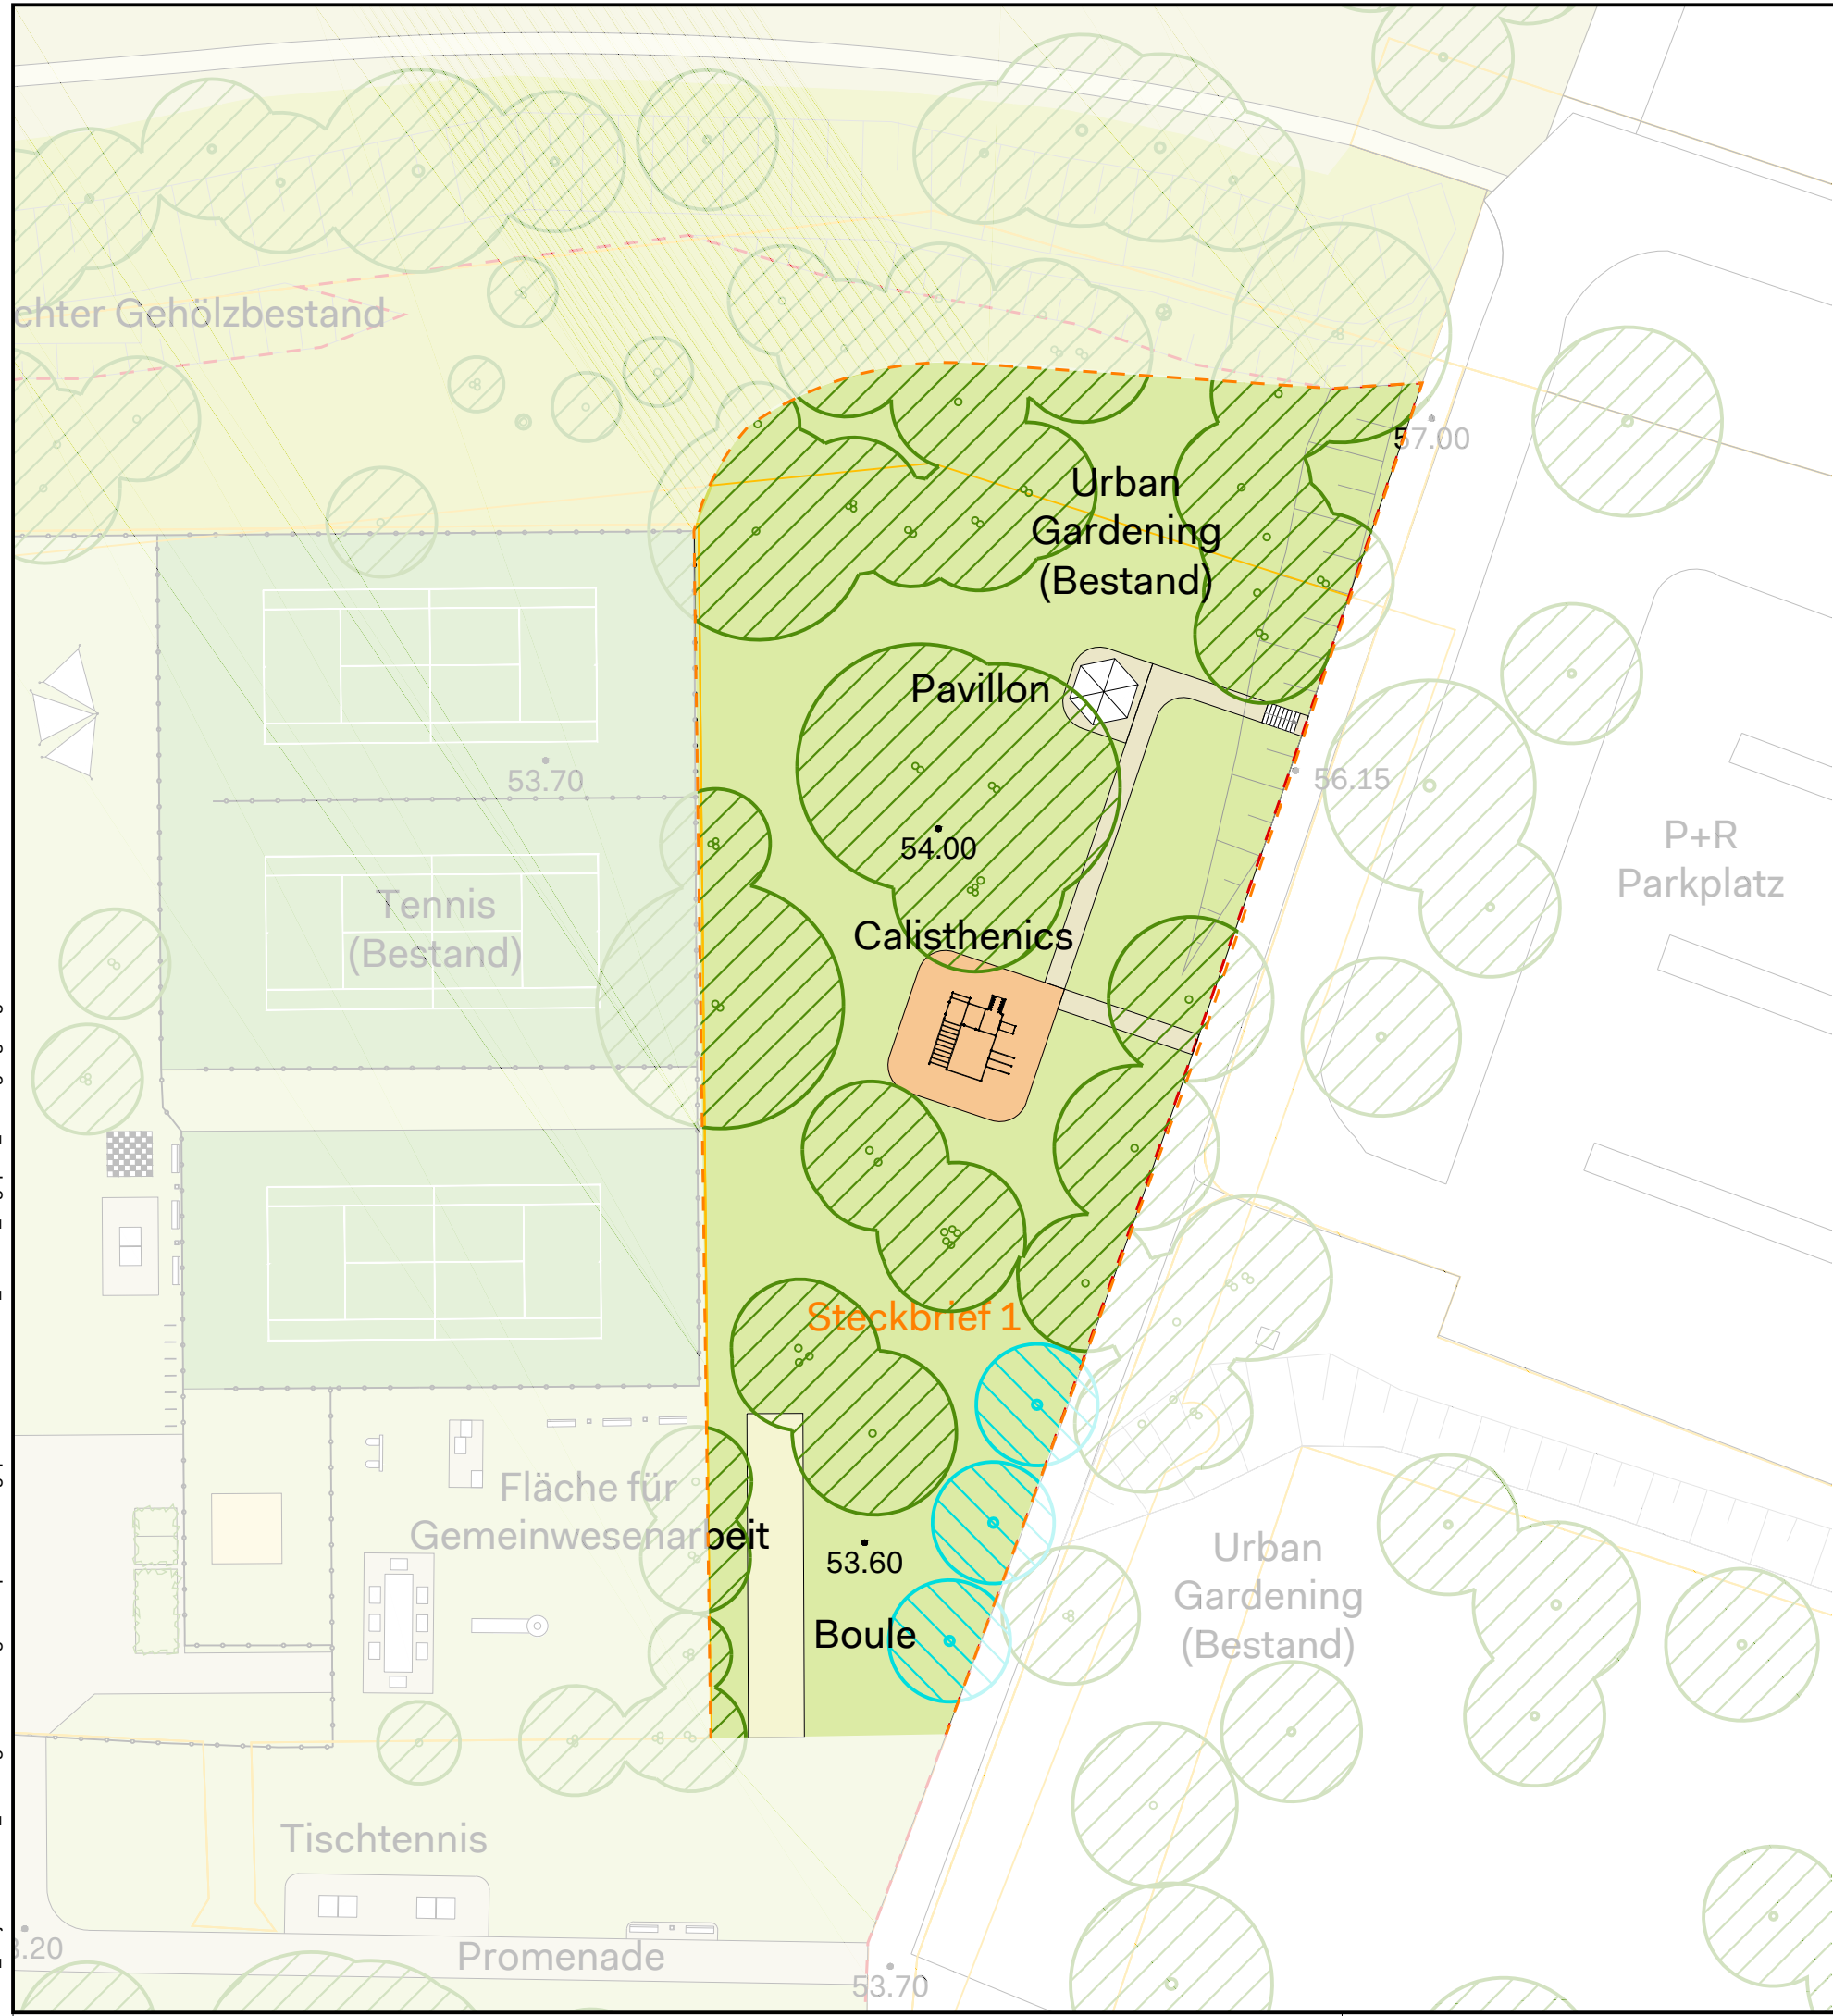 chter Gehölzbestand
57.00
Urban
Gardening
(Bestand)
Pavillon
53.70
56.15
54.00
P+R
Parkplatz
Tennis
(Bestand)
Calisthenics
Steckbrief 1
Fläche für
Gemeinwesenarbeit
53.60
Boule
Urban
Gardening
(Bestand)
Tischtennis
3.20
Promenade
53.70